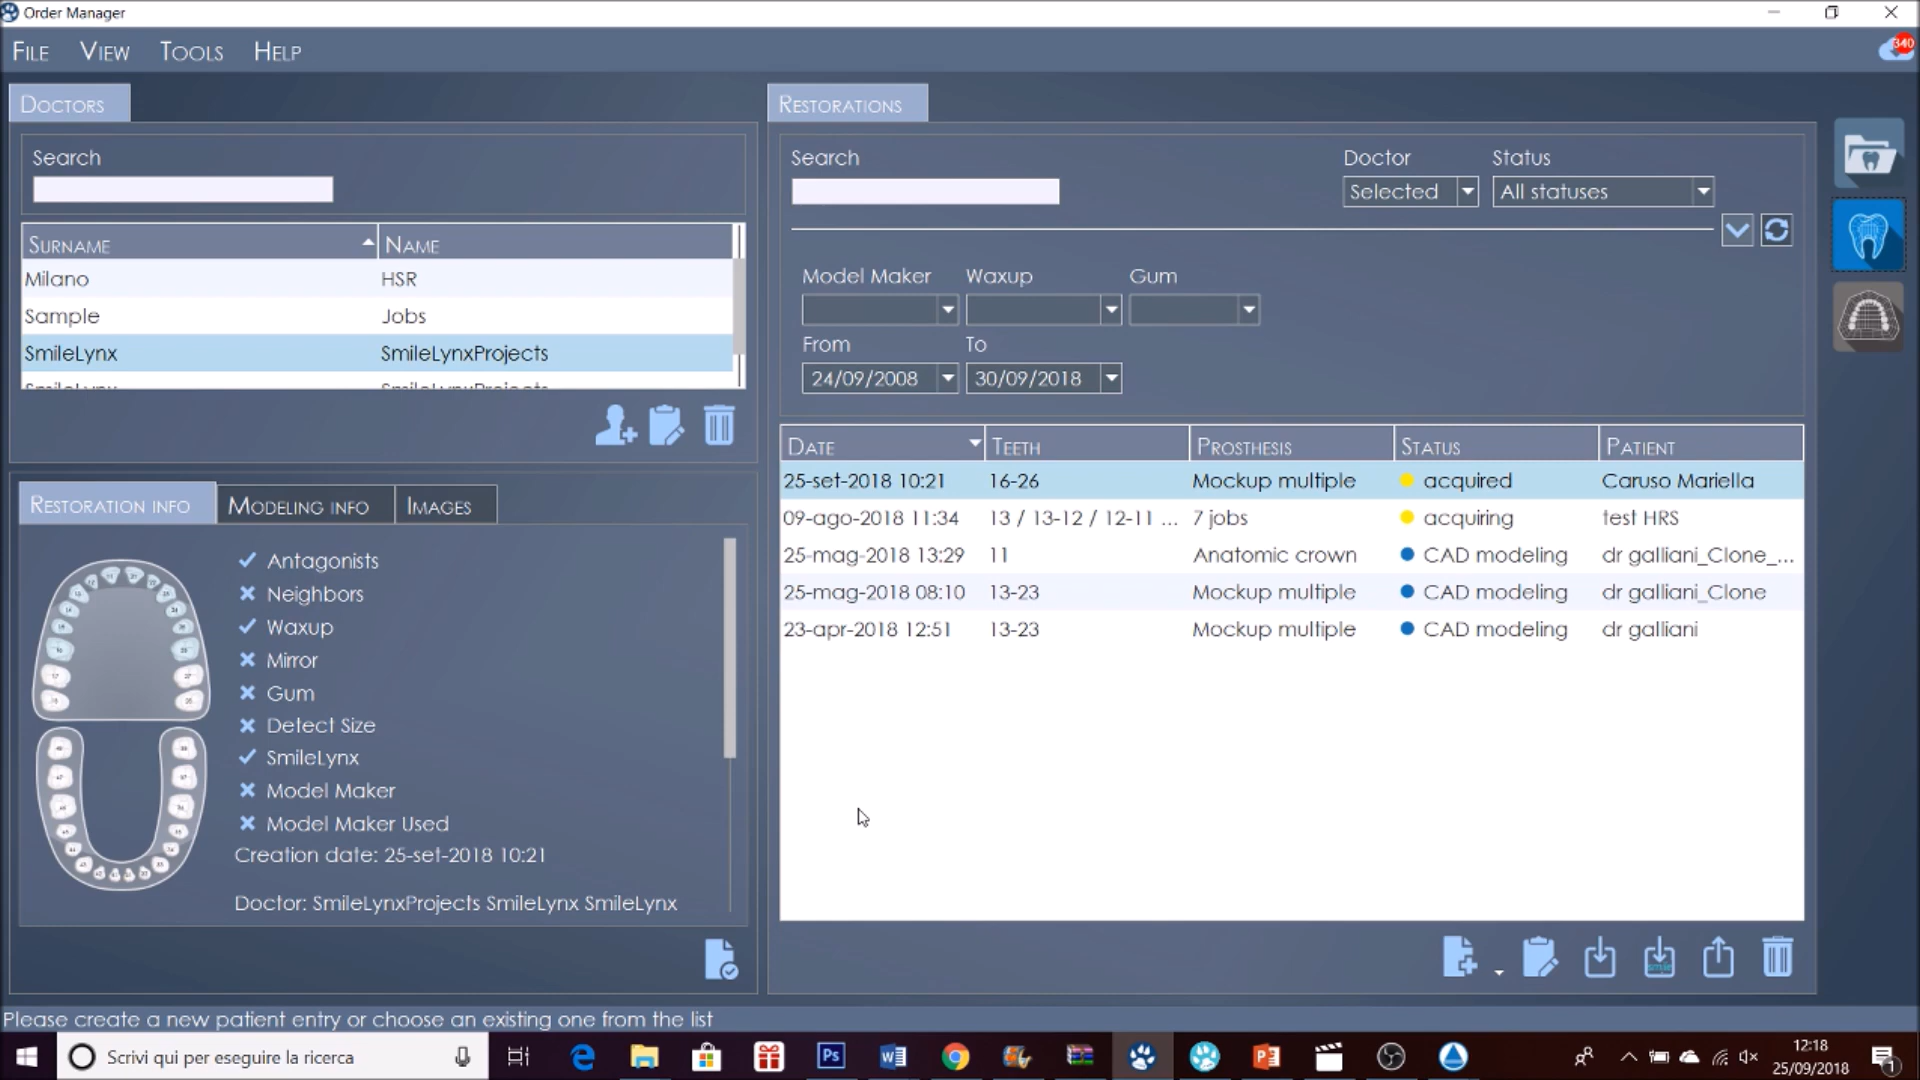 Order Manager
FILE VIEW TOOLS HELP
340
DOCTORS
Search
SURNAME NAME
Milano HSR
Sample Jobs
SmileLynx SmileLynxProjects
RESTORATION INFO MODELING INFO IMAGES
Antagonists
Neighbors
Waxup
Mirror
Gum
Detect Size
SmileLynx
Model Maker
Model Maker Used
Creation date: 25-set-2018 10:21
Doctor: SmileLynxProjects SmileLynx SmileLynx
RESTORATIONS
Search Doctor Status
Selected All statuses
Model Maker Waxup Gum
From To
24/09/2008 30/09/2018
DATE TEETH PROSTHESIS STATUS PATIENT
25-set-2018 10:21 16-26 Mockup multiple acquired Caruso Mariella
09-ago-2018 11:34 13 / 13-12 / 12-11 ... 7 jobs acquiring test HRS
25-mag-2018 13:29 11 Anatomic crown CAD modeling dr galliani_Clone_...
25-mag-2018 08:10 13-23 Mockup multiple CAD modeling dr galliani_Clone
23-apr-2018 12:51 13-23 Mockup multiple CAD modeling dr galliani
Please create a new patient entry or choose an existing one from the list
Scrivi qui per eseguire la ricerca
Ps
12:18
25/09/2018
1